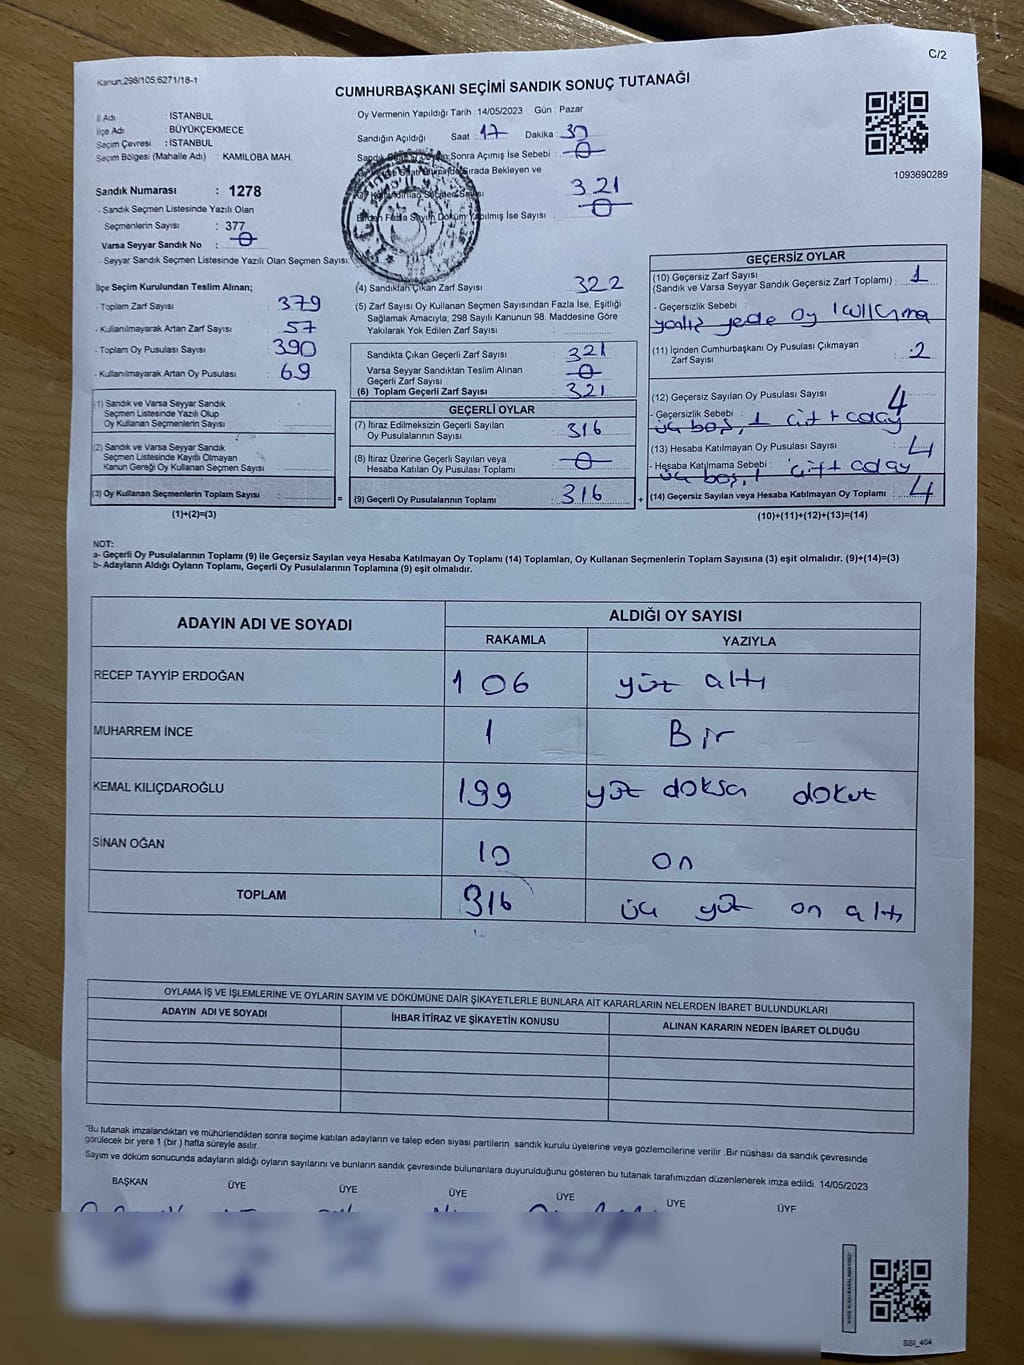 C/2
Kanun.298/105;6271/18-1
CUMHURBAŞKANI SEÇİMİ SANDIK SONUÇ TUTANAĞI
İl Adı : İSTANBUL
İlçe Adı : BÜYÜKÇEKMECE
Seçim Çevresi : İSTANBUL
Seçim Bölgesi (Mahalle Adı) : KAMİLOBA MAH.
Sandık Numarası : 1278
- Sandık Seçmen Listesinde Yazılı Olan
Seçmenlerin Sayısı : 377
Varsa Seyyar Sandık No : 0
- Seyyar Sandık Seçmen Listesinde Yazılı Olan Seçmen Sayısı:
Oy Vermenin Yapıldığı Tarih : 14/05/2023 Gün : Pazar
Sandığın Açıldığı Saat : 17 Dakika : 30
Sonra Açımış İse Sebebi : 0
Sırada Bekleyen ve
321
Fazla Sayım Döküm Yapılmış İse Sayısı : 0
1093690289
İlçe Seçim Kurulundan Teslim Alınan;
- Toplam Zarf Sayısı : 379
- Kullanılmayarak Artan Zarf Sayısı : 57
- Toplam Oy Pusulası Sayısı : 390
- Kullanılmayarak Artan Oy Pusulası : 69
(1) Sandık ve Varsa Seyyar Sandık
Seçmen Listesinde Yazılı Olup
Oy Kullanan Seçmenlerin Sayısı :
(2) Sandık ve Varsa Seyyar Sandık
Seçmen Listesinde Kayıtlı Olmayan
Kanun Gereği Oy Kullanan Seçmen Sayısı :
(3) Oy Kullanan Seçmenlerin Toplam Sayısı :
(1)+(2)=(3)
(4) Sandıktan Çıkan Zarf Sayısı : 322
(5) Zarf Sayısı Oy Kullanan Seçmen Sayısından Fazla İse, Eşitliği
Sağlamak Amacıyla, 298 Sayılı Kanunun 98. Maddesine Göre
Yakılarak Yok Edilen Zarf Sayısı :
Sandıkta Çıkan Geçerli Zarf Sayısı : 321
Varsa Seyyar Sandıktan Teslim Alınan
Geçerli Zarf Sayısı : 0
(6) Toplam Geçerli Zarf Sayısı : 321
GEÇERLİ OYLAR
(7) İtiraz Edilmeksizin Geçerli Sayılan
Oy Pusulalarının Sayısı : 316
(8) İtiraz Üzerine Geçerli Sayılan veya
Hesaba Katılan Oy Pusulası Toplamı : 0
= (9) Geçerli Oy Pusulalarının Toplamı : 316 +
GEÇERSİZ OYLAR
(10) Geçersiz Zarf Sayısı
(Sandık ve Varsa Seyyar Sandık Geçersiz Zarf Toplamı) : 1
- Geçersizlik Sebebi :
(11) İçinden Cumhurbaşkanı Oy Pusulası Çıkmayan
Zarf Sayısı : 2
(12) Geçersiz Sayılan Oy Pusulası Sayısı : 4
- Geçersizlik Sebebi : üç boş, 1 çift + aday
(13) Hesaba Katılmayan Oy Pusulası Sayısı : 4
- Hesaba Katılmama Sebebi : üç boş, 1 çift aday
(14) Geçersiz Sayılan veya Hesaba Katılmayan Oy Toplamı : 4
(10)+(11)+(12)+(13)=(14)
NOT:
a- Geçerli Oy Pusulalarının Toplamı (9) ile Geçersiz Sayılan veya Hesaba Katılmayan Oy Toplamı (14) Toplamları, Oy Kullanan Seçmenlerin Toplam Sayısına (3) eşit olmalıdır. (9)+(14)=(3)
b- Adayların Aldığı Oyların Toplamı, Geçerli Oy Pusulalarının Toplamına (9) eşit olmalıdır.
ADAYIN ADI VE SOYADI
ALDIĞI OY SAYISI
RAKAMLA YAZIYLA
RECEP TAYYİP ERDOĞAN 106 yüz altı
MUHARREM İNCE 1 Bir
KEMAL KILIÇDAROĞLU 199 yüz doksa dokuz
SİNAN OĞAN 10 on
TOPLAM 316 üç yüz on altı
OYLAMA İŞ VE İŞLEMLERİNE VE OYLARIN SAYIM VE DÖKÜMÜNE DAİR ŞİKAYETLERLE BUNLARA AİT KARARLARIN NELERDEN İBARET BULUNDUKLARI
ADAYIN ADI VE SOYADI İHBAR İTİRAZ VE ŞİKAYETİN KONUSU ALINAN KARARIN NEDEN İBARET OLDUĞU
*Bu tutanak imzalandıktan ve mühürlendikten sonra seçime katılan adayların ve talep eden siyasi partilerin sandık kurulu üyelerine veya gözlemcilerine verilir .Bir nüshası da sandık çevresinde
görülecek bir yere 1 (bir ) hafta süreyle asılır.
Sayım ve döküm sonucunda adayların aldığı oyların sayılarını ve bunların sandık çevresinde bulunanlara duyurulduğunu gösteren bu tutanak tarafımızdan düzenlenerek imza edildi. 14/05/2023
BAŞKAN ÜYE ÜYE ÜYE ÜYE ÜYE ÜYE
SSI_494